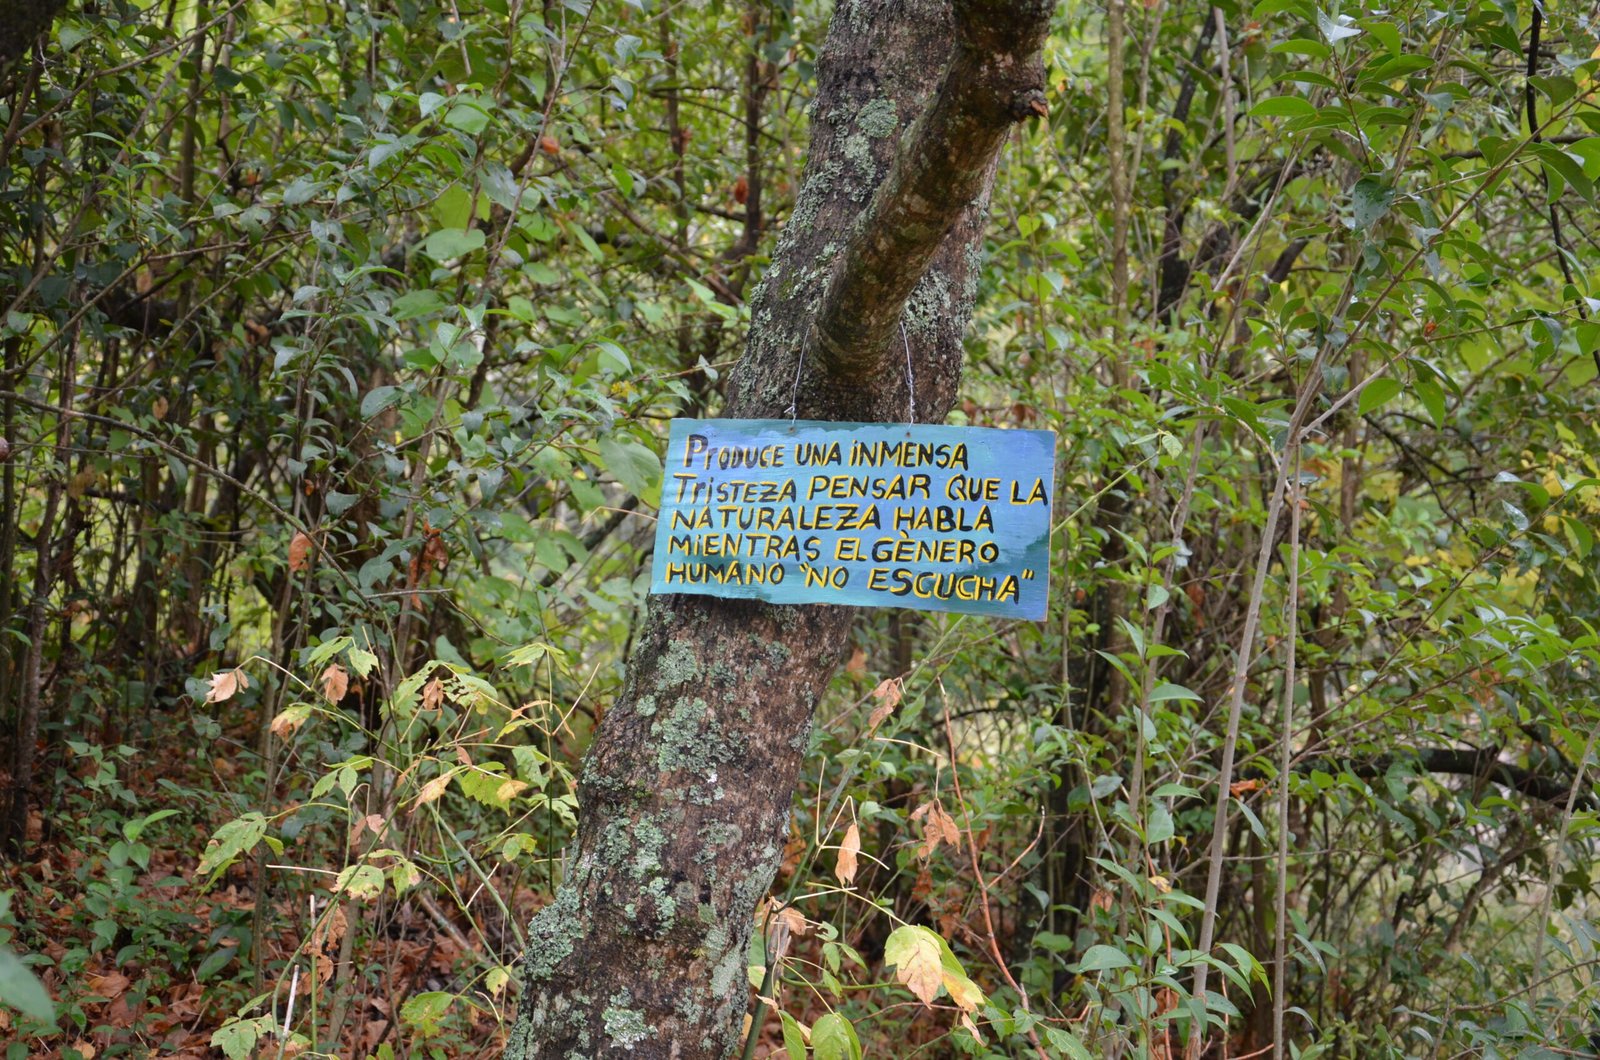 PrODUCE UNA iNMENSA
TrisTEZA PENSAR QUE LA
NATURALEZA HABLA
MiENTRAS EL GÈNERO
HUMANO "NO ESCUCHA"